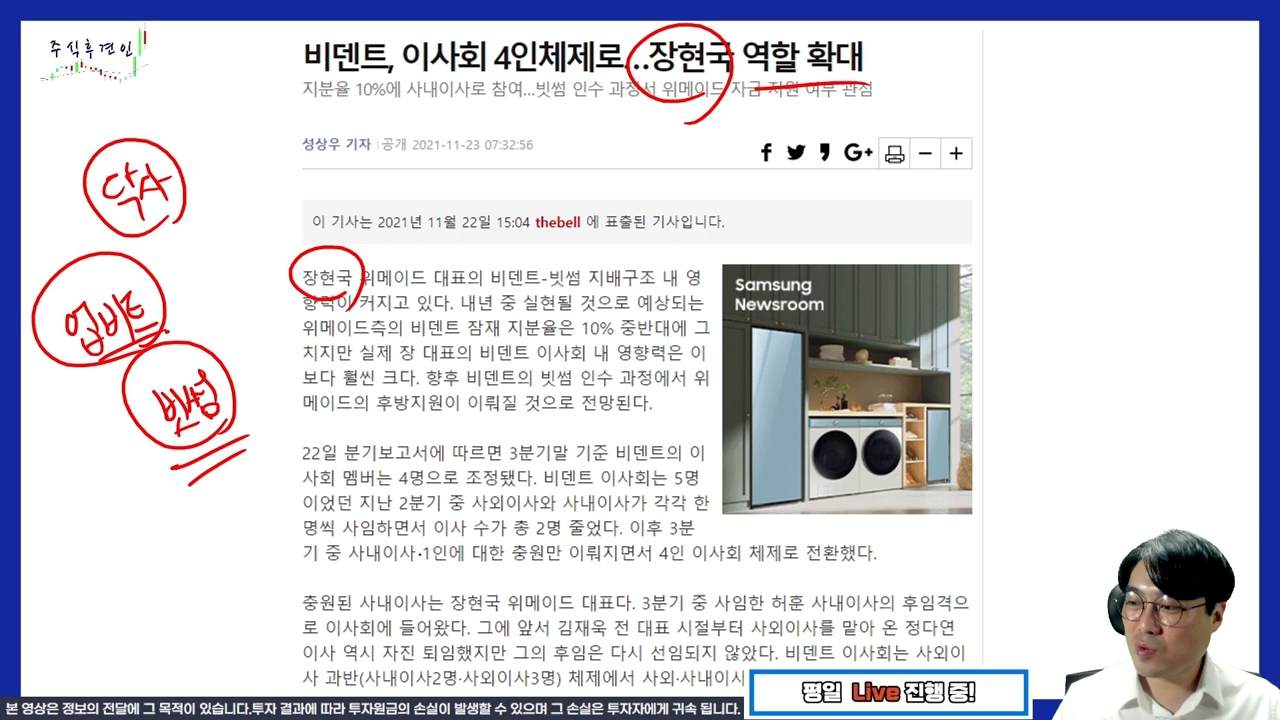 주식후견인
비덴트, 이사회 4인체제로…장현국 역할 확대
지분율 10%에 사내이사로 참여…빗썸 인수 과정서 위메이드 자금 지원 여부 관점
성상우 기자 공개 2021-11-23 07:32:56
G+
이 기사는 2021년 11월 22일 15:04 thebell 에 표출된 기사입니다.
닥사
업비트
빗썸
장현국 위메이드 대표의 비덴트-빗썸 지배구조 내 영
향력이 커지고 있다. 내년 중 실현될 것으로 예상되는
위메이드측의 비덴트 잠재 지분율은 10% 중반대에 그
치지만 실제 장 대표의 비덴트 이사회 내 영향력은 이
보다 훨씬 크다. 향후 비덴트의 빗썸 인수 과정에서 위
메이드의 후방지원이 이뤄질 것으로 전망된다.
Samsung
Newsroom
22일 분기보고서에 따르면 3분기말 기준 비덴트의 이
사회 멤버는 4명으로 조정됐다. 비덴트 이사회는 5명
이었던 지난 2분기 중 사외이사와 사내이사가 각각 한
명씩 사임하면서 이사 수가 총 2명 줄었다. 이후 3분
기 중 사내이사 1인에 대한 충원만 이뤄지면서 4인 이사회 체제로 전환했다.
충원된 사내이사는 장현국 위메이드 대표다. 3분기 중 사임한 허훈 사내이사의 후임격으
로 이사회에 들어왔다. 그에 앞서 김재욱 전 대표 시절부터 사외이사를 맡아 온 정다연
이사 역시 자진 퇴임했지만 그의 후임은 다시 선임되지 않았다. 비덴트 이사회는 사외이
사 과반(사내이사2명·사외이사3명) 체제에서 사외·사내이사
평일 Live 진행 중!
본 영상은 정보의 전달에 그 목적이 있습니다.투자 결과에 따라 투자원금의 손실이 발생할 수 있으며 그 손실은 투자자에게 귀속 됩니다.